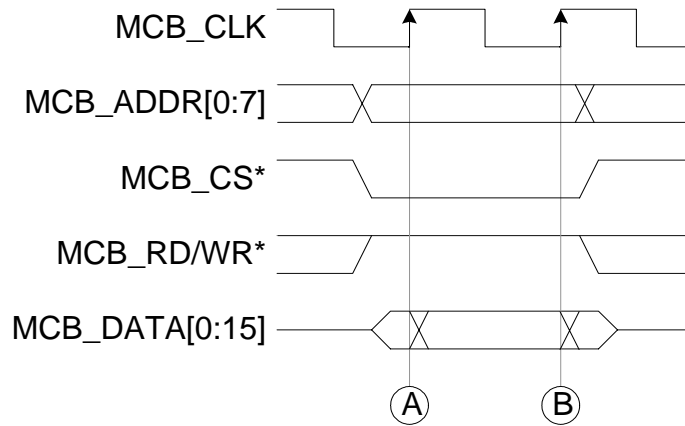 MCB_CLK
MCB_ADDR[0:7]
MCB_CS*
MCB_RD/WR*
MCB_DATA[0:15]
A B